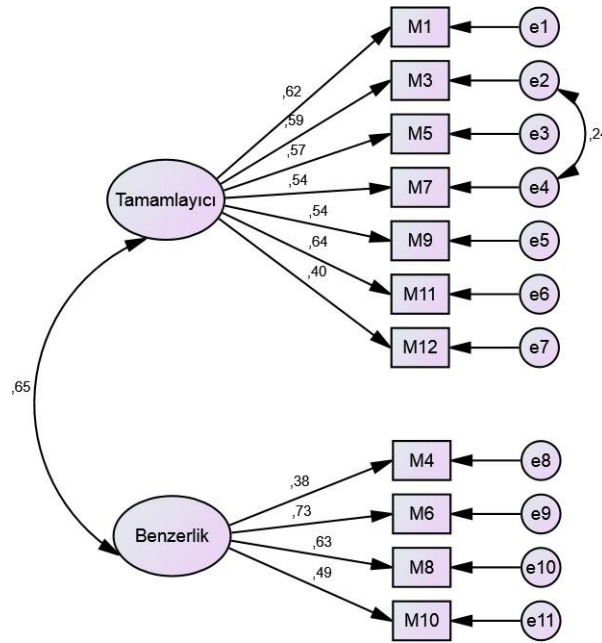 M1
e1
,62
M3
e2
,59
M5
e3
,24
,57
Tamamlayıcı
,54
M7
e4
,54
M9
e5
,64
M11
e6
,40
M12
e7
,65
M4
e8
,38
M6
e9
,73
Benzerlik
,63
M8
e10
,49
M10
e11